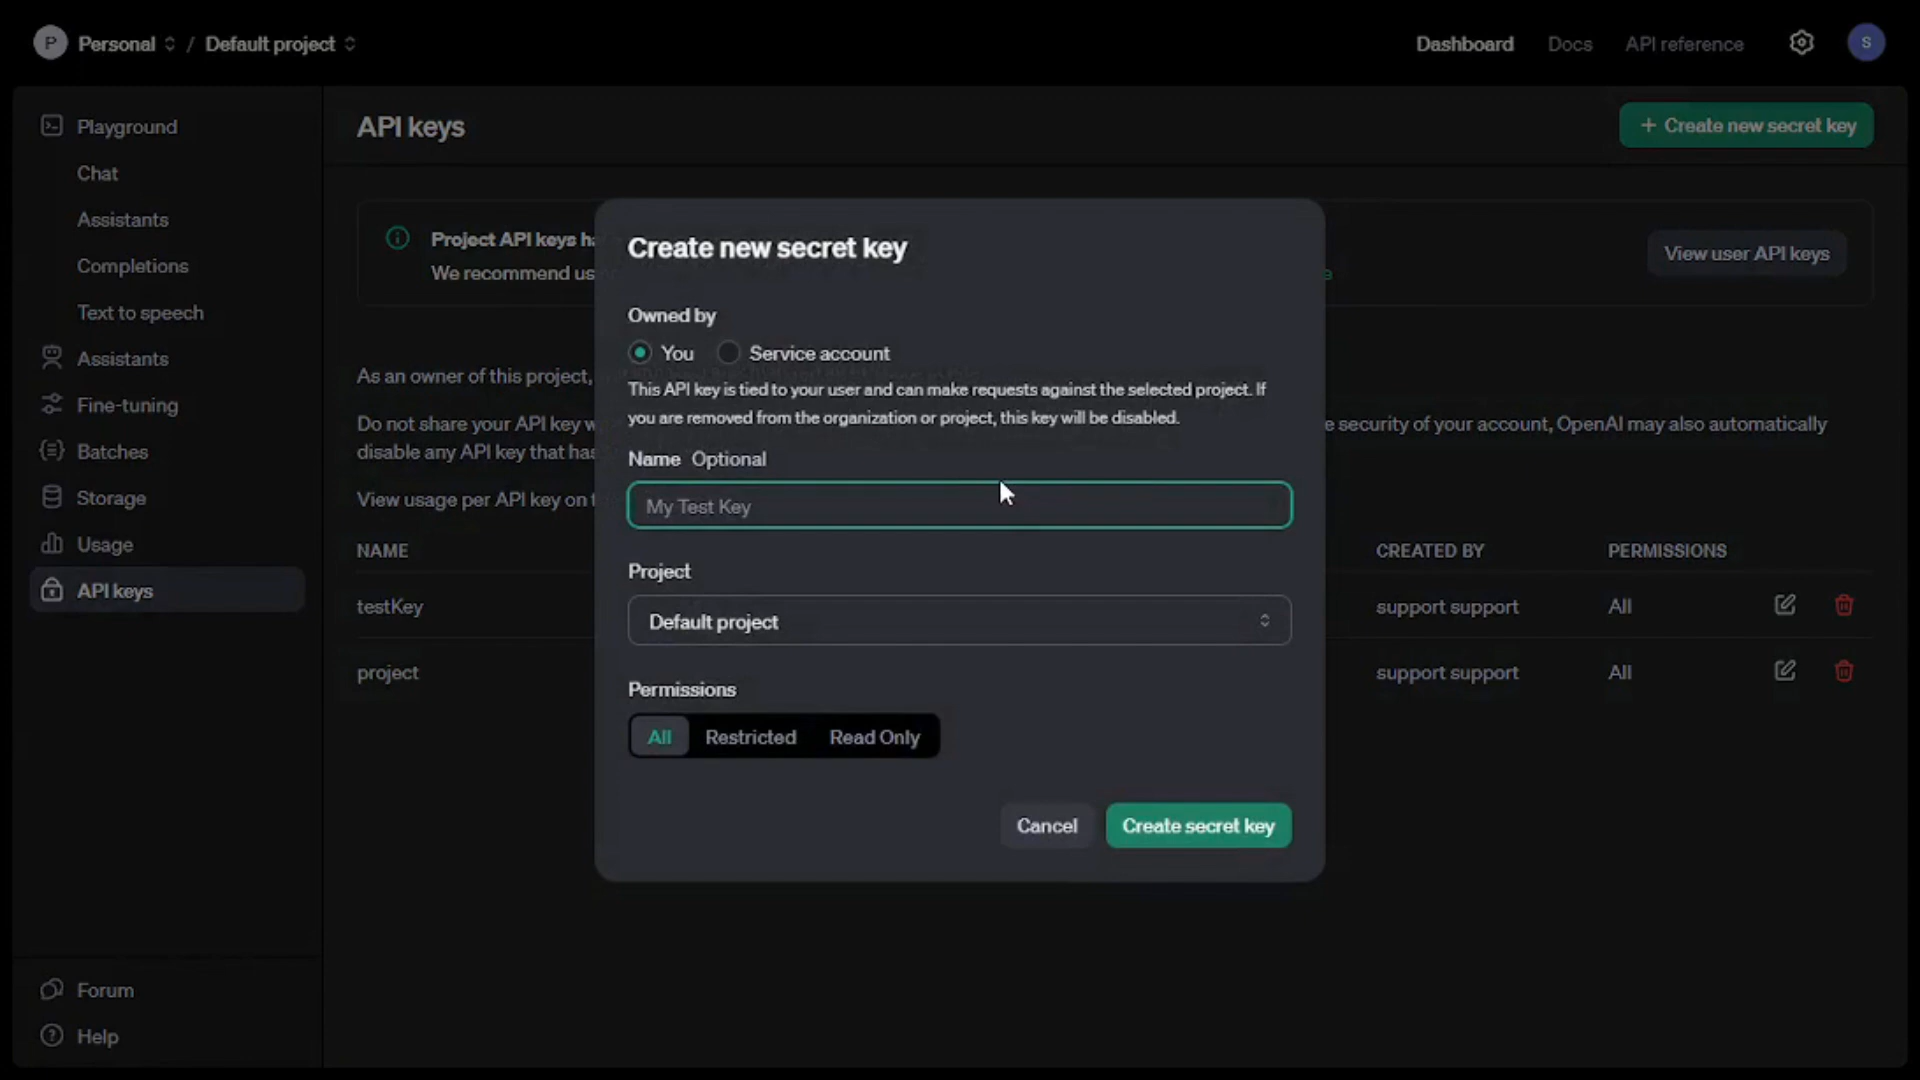 P Personal / Default project
Dashboard Docs API reference S
Playground
Chat
Assistants
Completions
Text to speech
Assistants
Fine-tuning
Batches
Storage
Usage
API keys
Forum
Help
API keys
+ Create new secret key
Project API keys
We recommend
View user API keys
As an owner of this project,
Do not share your API key
e security of your account, OpenAI may also automatically
disable any API key that has
View usage per API key on
NAME CREATED BY PERMISSIONS
testKey support support All
project support support All
Create new secret key
Owned by
You Service account
This API key is tied to your user and can make requests against the selected project. If
you are removed from the organization or project, this key will be disabled.
Name Optional
My Test Key
Project
Default project
Permissions
All Restricted Read Only
Cancel Create secret key